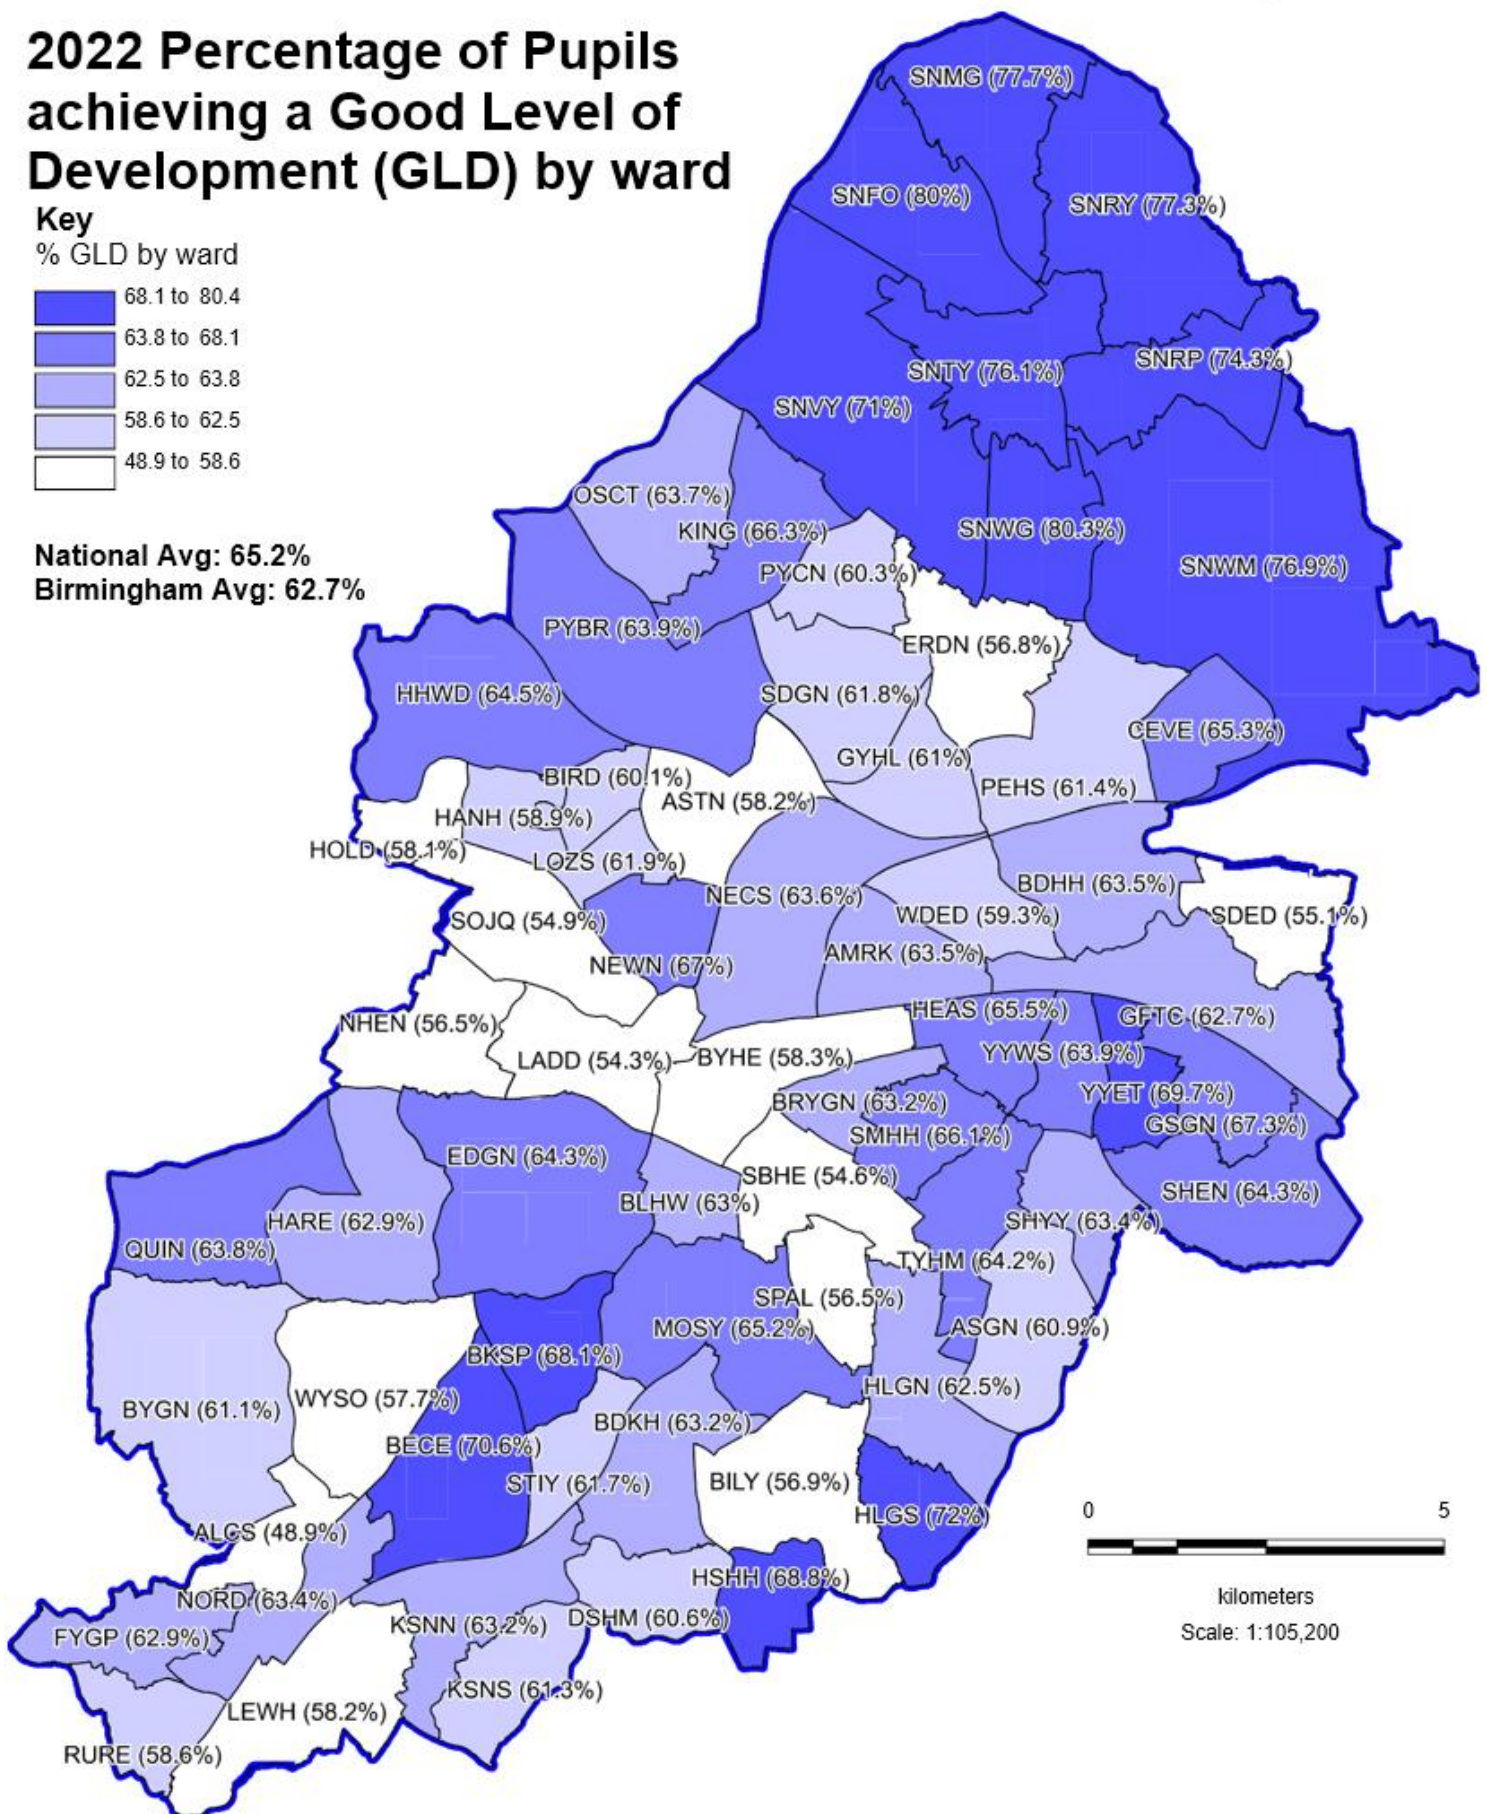 2022 Percentage of Pupils
achieving a Good Level of
Development (GLD) by ward
Key
% GLD by ward
68.1 to 80.4
63.8 to 68.1
62.5 to 63.8
58.6 to 62.5
48.9 to 58.6
National Avg: 65.2%
Birmingham Avg: 62.7%
SNMG (77.7%)
SNFO (80%)
SNRY (77.3%)
SNRP (74.3%)
SNTY (76.1%)
SNVY (71%)
OSCT (63.7%)
KING (66.3%)
SNWG (80.3%)
SNWM (76.9%)
PYCN (60.3%)
PYBR (63.9%)
ERDN (56.8%)
HHWD (64.5%)
SDGN (61.8%)
CEVE (65.3%)
GYHL (61%)
BIRD (60.1%)
PEHS (61.4%)
ASTN (58.2%)
HANH (58.9%)
HOLD (58.1%)
LOZS (61.9%)
BDHH (63.5%)
NECS (63.6%)
WDED (59.3%)
SDED (55.1%)
SOJQ (54.9%)
AMRK (63.5%)
NEWN (67%)
HEAS (65.5%)
GFTC (62.7%)
NHEN (56.5%)
YYWS (63.9%)
LADD (54.3%)
BYHE (58.3%)
YYET (69.7%)
BRYGN (63.2%)
GSGN (67.3%)
SMHH (66.1%)
EDGN (64.3%)
SBHE (54.6%)
SHEN (64.3%)
BLHW (63%)
HARE (62.9%)
SHYY (63.4%)
QUIN (63.8%)
TYHM (64.2%)
SPAL (56.5%)
MOSY (65.2%)
ASGN (60.9%)
BKSP (68.1%)
HLGN (62.5%)
WYSO (57.7%)
BYGN (61.1%)
BDKH (63.2%)
BECE (70.6%)
STIY (61.7%)
BILY (56.9%)
HLGS (72%)
ALCS (48.9%)
HSHH (68.8%)
NORD (63.4%)
DSHM (60.6%)
KSNN (63.2%)
FYGP (62.9%)
KSNS (61.3%)
LEWH (58.2%)
RURE (58.6%)
0 5
kilometers
Scale: 1:105,200